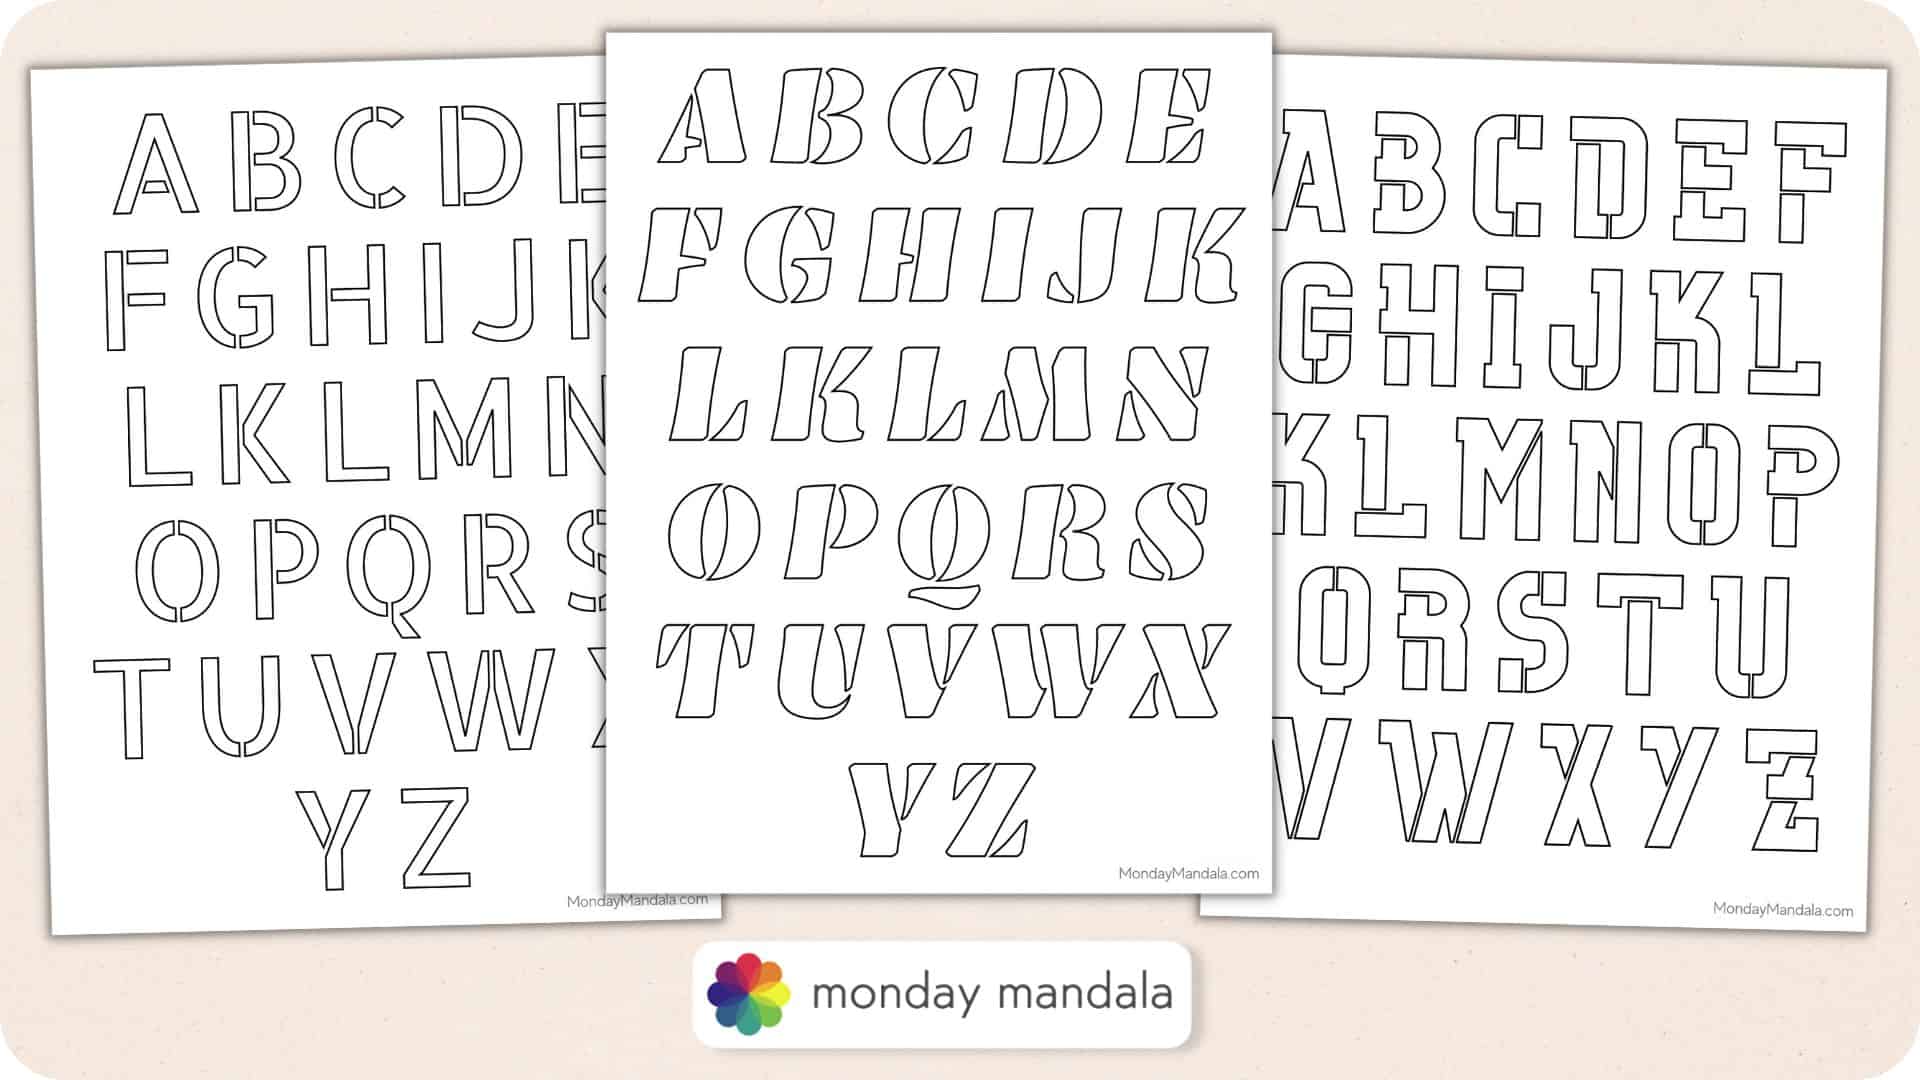 A B C D E
F G H I J K
L K L M N
O P Q R S
T U V W X
Y Z
MondayMandala.com
A B C D E
F G H I J K
L K L M N
O P Q R S
T U V W X
Y Z
MondayMandala.com
A B C D E F
G H I J K L
K L M N O P
Q R S T U
V W X Y Z
MondayMandala.com
monday mandala